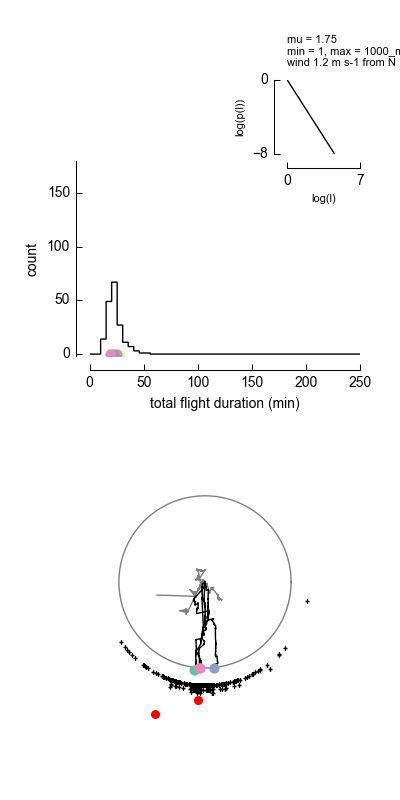 mu = 1.75
min = 1, max = 1000_m
wind 1.2 m s-1 from N
0
log(p(l))
−8
0
7
log(l)
150
100
50
0
count
0
50
100
150
200
250
total flight duration (min)